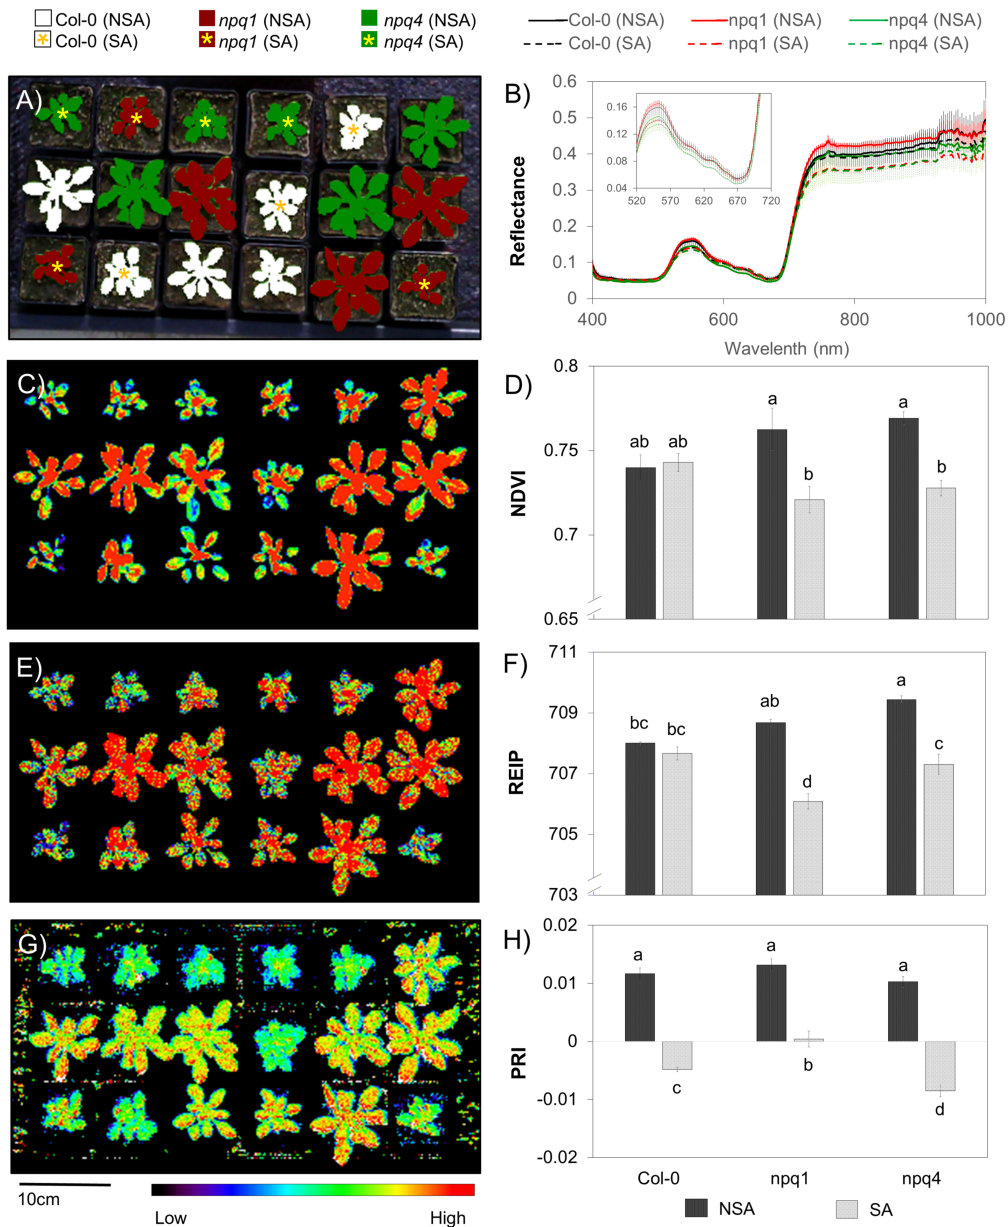 Col-0 (NSA) npq1 (NSA) npq4 (NSA)
Col-0 (SA) npq1 (SA) npq4 (SA)
Col-0 (NSA) npq1 (NSA) npq4 (NSA)
Col-0 (SA) npq1 (SA) npq4 (SA)
A)
B)
0.6
0.5
0.4
0.3
0.2
0.1
0
Reflectance
0.16
0.12
0.08
0.04
520 570 620 670 720
400 600 800 1000
Wavelenth (nm)
C)
D)
0.8
0.75
0.7
0.65
NDVI
ab ab a b a b
E)
F)
711
709
707
705
703
REIP
bc bc ab d a c
G)
H)
0.02
0.01
0
-0.01
-0.02
PRI
a c a b a d
Col-0 npq1 npq4
NSA SA
10cm
Low High